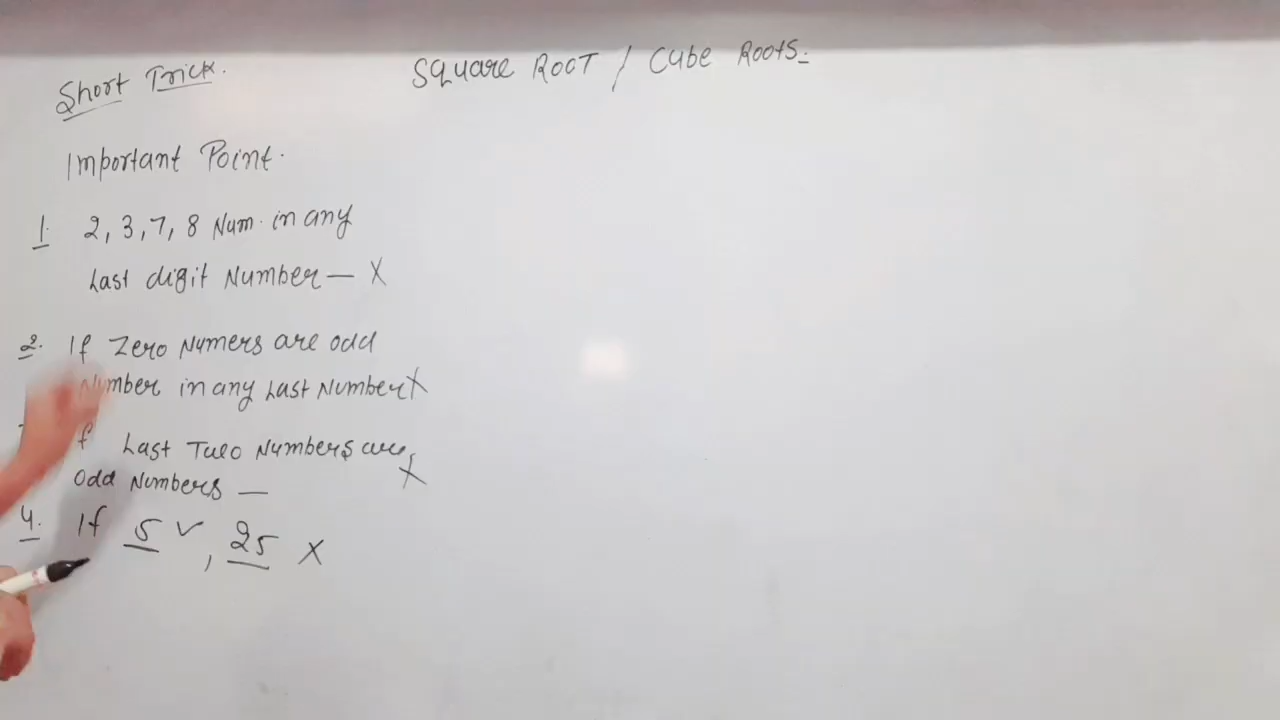 Short Trick.
Square ROOT / Cube Roots.
Important Point.
1. 2, 3, 7, 8 Num. in any
Last digit Number — X
2. If Zero Numers are odd
Number in any Last Number X
f Last Two Numbers are
Odd Numbers — X
4. If 5 ✓, 25 X